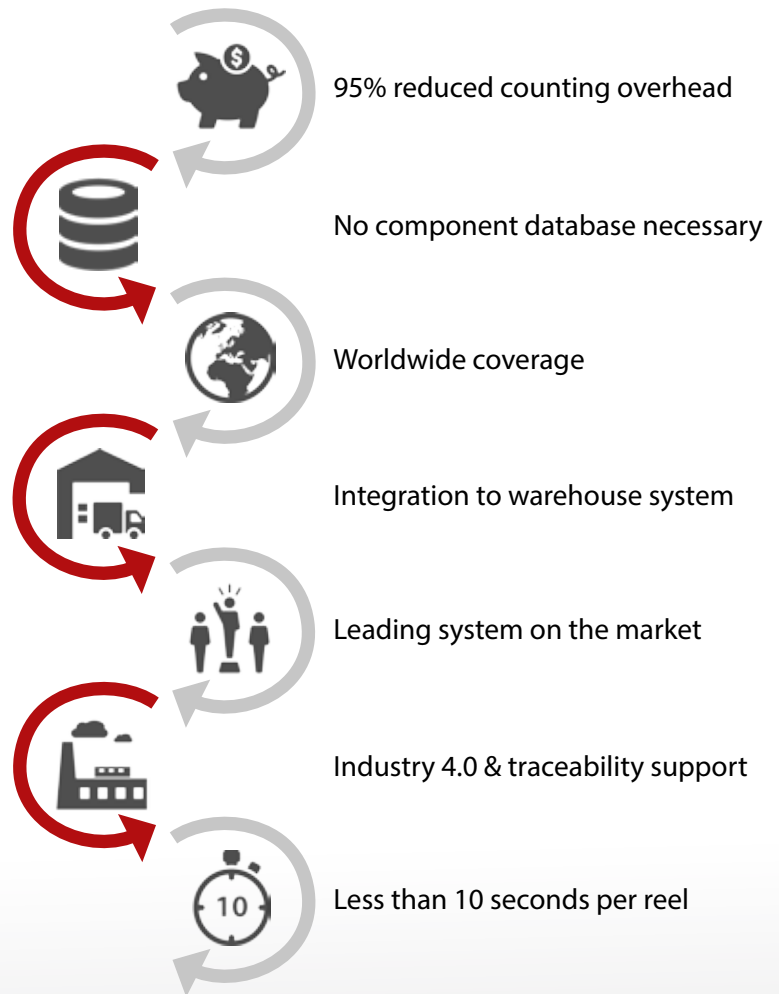 $
95% reduced counting overhead
No component database necessary
Worldwide coverage
Integration to warehouse system
Leading system on the market
Industry 4.0 & traceability support
10
Less than 10 seconds per reel